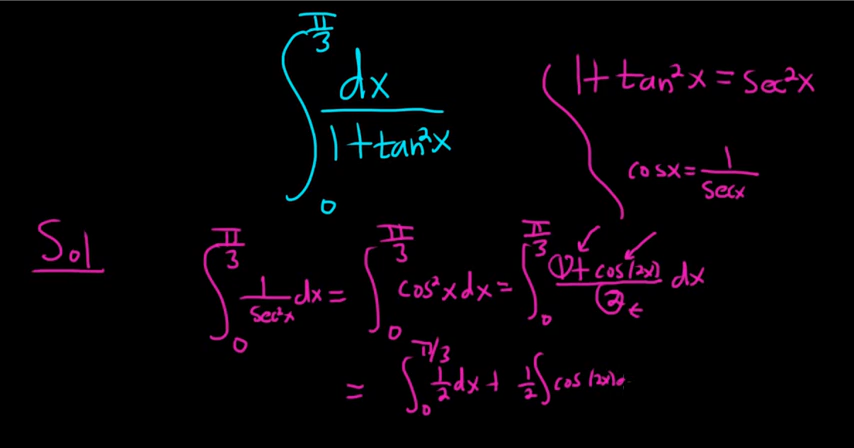 ∫₀^{π/3} dx / (1 + tan²x)
1 + tan²x = sec²x
cosx = 1 / secx
Sol
∫₀^{π/3} 1/sec²x dx = ∫₀^{π/3} cos²x dx = ∫₀^{π/3} (1 + cos(2x)) / 2 dx
= ∫₀^{π/3} 1/2 dx + 1/2 ∫ cos(2x)